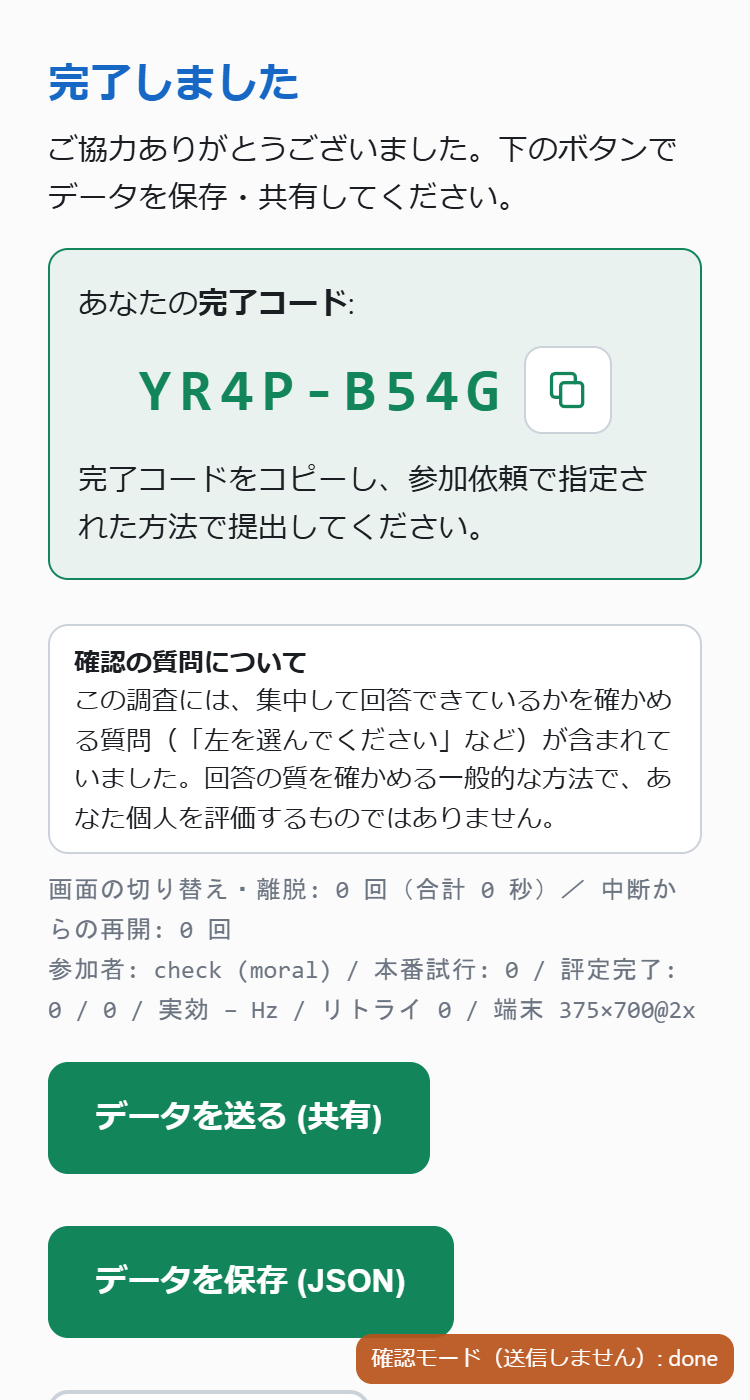 完了しました
ご協力ありがとうございました。下のボタンで
データを保存・共有してください。
あなたの完了コード:
YR4P-B54G
完了コードをコピーし、参加依頼で指定さ
れた方法で提出してください。
確認の質問について
この調査には、集中して回答できているかを確かめ
る質問（「左を選んでください」など）が含まれて
いました。回答の質を確かめる一般的な方法で、あ
なた個人を評価するものではありません。
画面の切り替え・離脱: 0 回（合計 0 秒）／ 中断か
らの再開: 0 回
参加者: check (moral) / 本番試行: 0 / 評定完了:
0 / 0 / 実効 – Hz / リトライ 0 / 端末 375×700@2x
データを送る (共有)
データを保存 (JSON)
確認モード（送信しません）: done